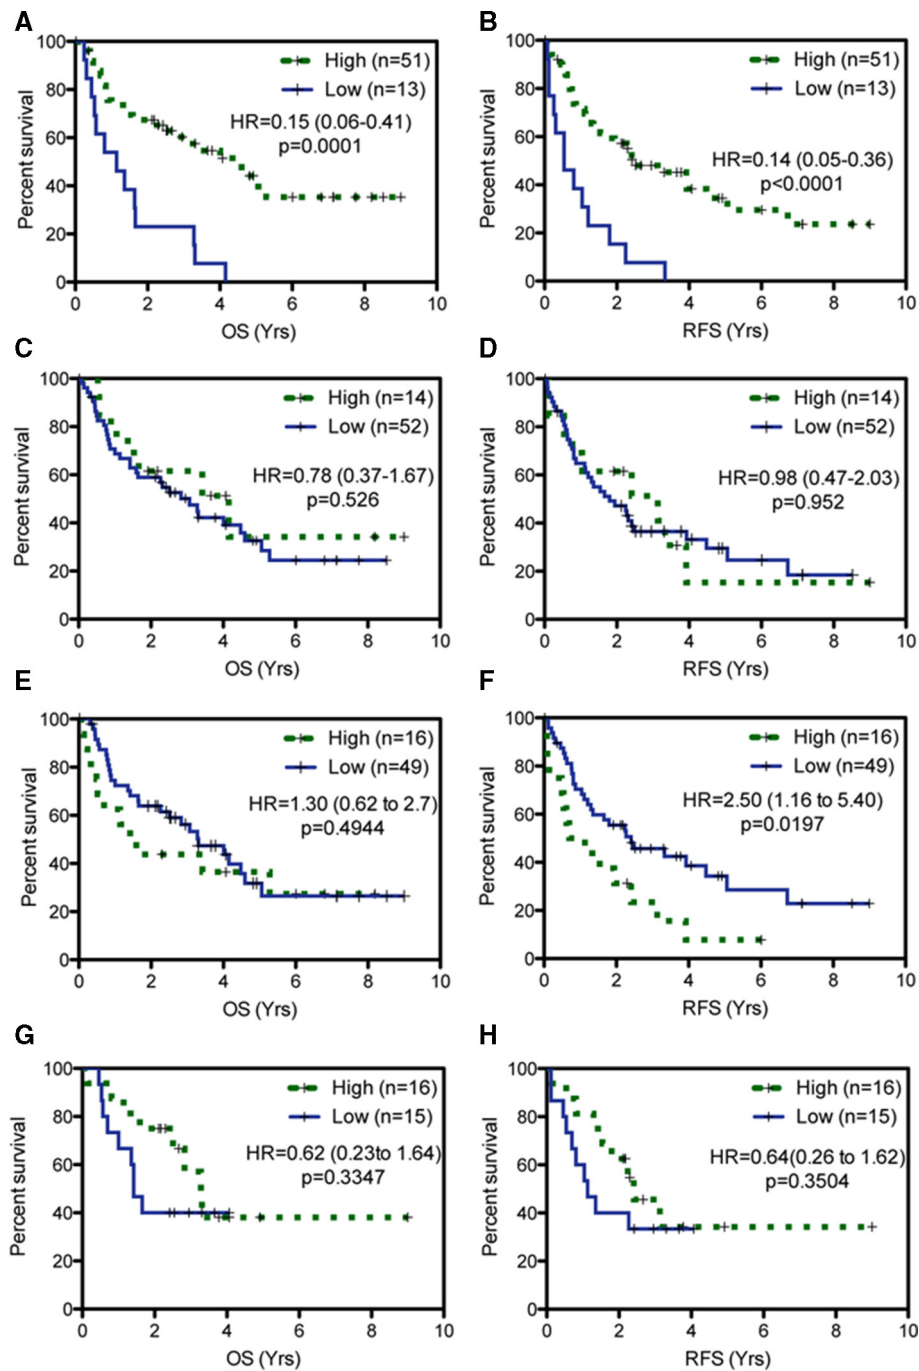 A
Percent survival
100
80
60
40
20
0
High (n=51)
Low (n=13)
HR=0.15 (0.06-0.41)
p=0.0001
0 2 4 6 8 10
OS (Yrs)
B
Percent survival
100
80
60
40
20
0
High (n=51)
Low (n=13)
HR=0.14 (0.05-0.36)
p<0.0001
0 2 4 6 8 10
RFS (Yrs)
C
Percent survival
100
80
60
40
20
0
High (n=14)
Low (n=52)
HR=0.78 (0.37-1.67)
p=0.526
0 2 4 6 8 10
OS (Yrs)
D
Percent survival
100
80
60
40
20
0
High (n=14)
Low (n=52)
HR=0.98 (0.47-2.03)
p=0.952
0 2 4 6 8 10
RFS (Yrs)
E
Percent survival
100
80
60
40
20
0
High (n=16)
Low (n=49)
HR=1.30 (0.62 to 2.7)
p=0.4944
0 2 4 6 8 10
OS (Yrs)
F
Percent survival
100
80
60
40
20
0
High (n=16)
Low (n=49)
HR=2.50 (1.16 to 5.40)
p=0.0197
0 2 4 6 8 10
RFS (Yrs)
G
Percent survival
100
80
60
40
20
0
High (n=16)
Low (n=15)
HR=0.62 (0.23to 1.64)
p=0.3347
0 2 4 6 8 10
OS (Yrs)
H
Percent survival
100
80
60
40
20
0
High (n=16)
Low (n=15)
HR=0.64(0.26 to 1.62)
p=0.3504
0 2 4 6 8 10
RFS (Yrs)